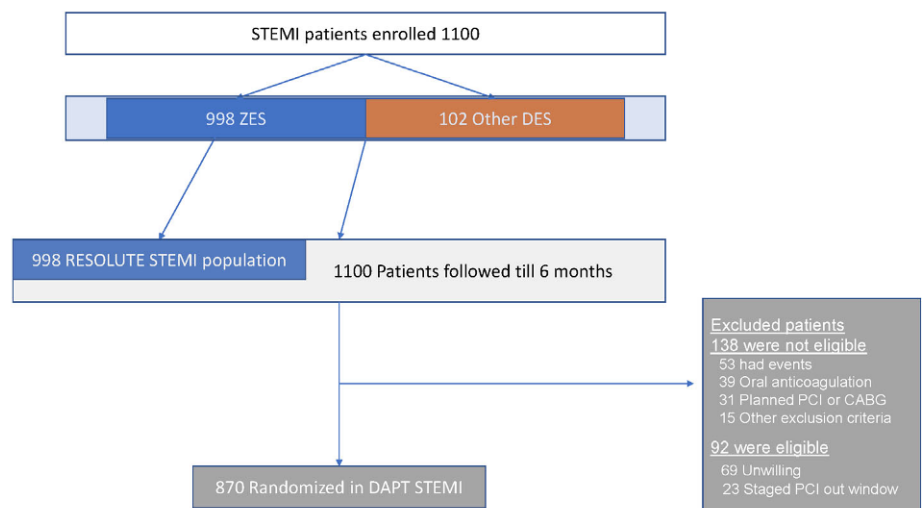 STEMI patients enrolled 1100
998 ZES
102 Other DES
998 RESOLUTE STEMI population
1100 Patients followed till 6 months
Excluded patients
138 were not eligible
53 had events
39 Oral anticoagulation
31 Planned PCI or CABG
15 Other exclusion criteria
92 were eligible
69 Unwilling
23 Staged PCI out window
870 Randomized in DAPT STEMI